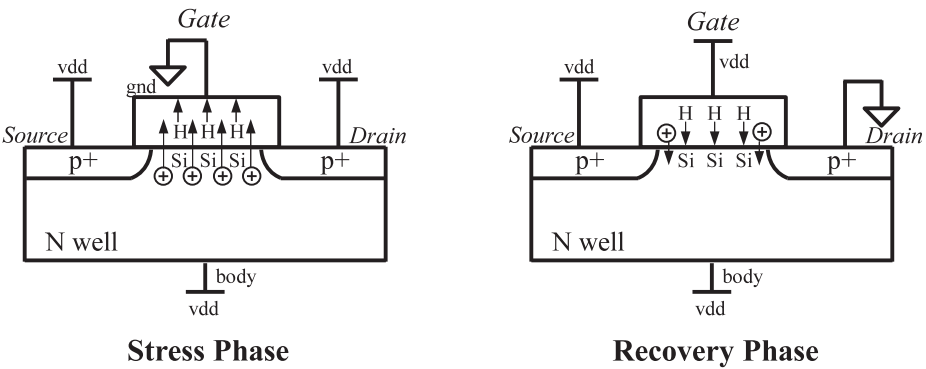 Gate
vdd
gnd
vdd
H H H
Source
Drain
p+
Si Si Si
p+
+ + + +
N well
body
vdd
Stress Phase
Gate
vdd
vdd
H H H
Source
+ +
Drain
p+
Si Si Si
p+
N well
body
vdd
Recovery Phase